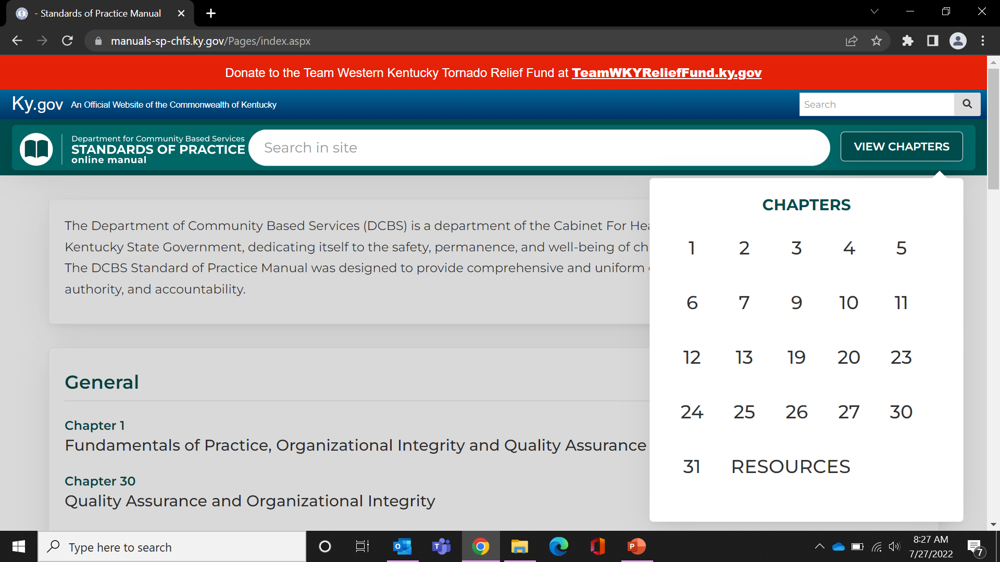 - Standards of Practice Manual
manuals-sp-chfs.ky.gov/Pages/index.aspx
Donate to the Team Western Kentucky Tornado Relief Fund at TeamWKYReliefFund.ky.gov
Ky.gov An Official Website of the Commonwealth of Kentucky
Search
Department for Community Based Services
STANDARDS OF PRACTICE
online manual
Search in site
VIEW CHAPTERS
The Department of Community Based Services (DCBS) is a department of the Cabinet For Hea
Kentucky State Government, dedicating itself to the safety, permanence, and well-being of ch
The DCBS Standard of Practice Manual was designed to provide comprehensive and uniform
authority, and accountability.
General
Chapter 1
Fundamentals of Practice, Organizational Integrity and Quality Assurance
Chapter 30
Quality Assurance and Organizational Integrity
CHAPTERS
1 2 3 4 5
6 7 9 10 11
12 13 19 20 23
24 25 26 27 30
31 RESOURCES
Type here to search
8:27 AM
7/27/2022
7